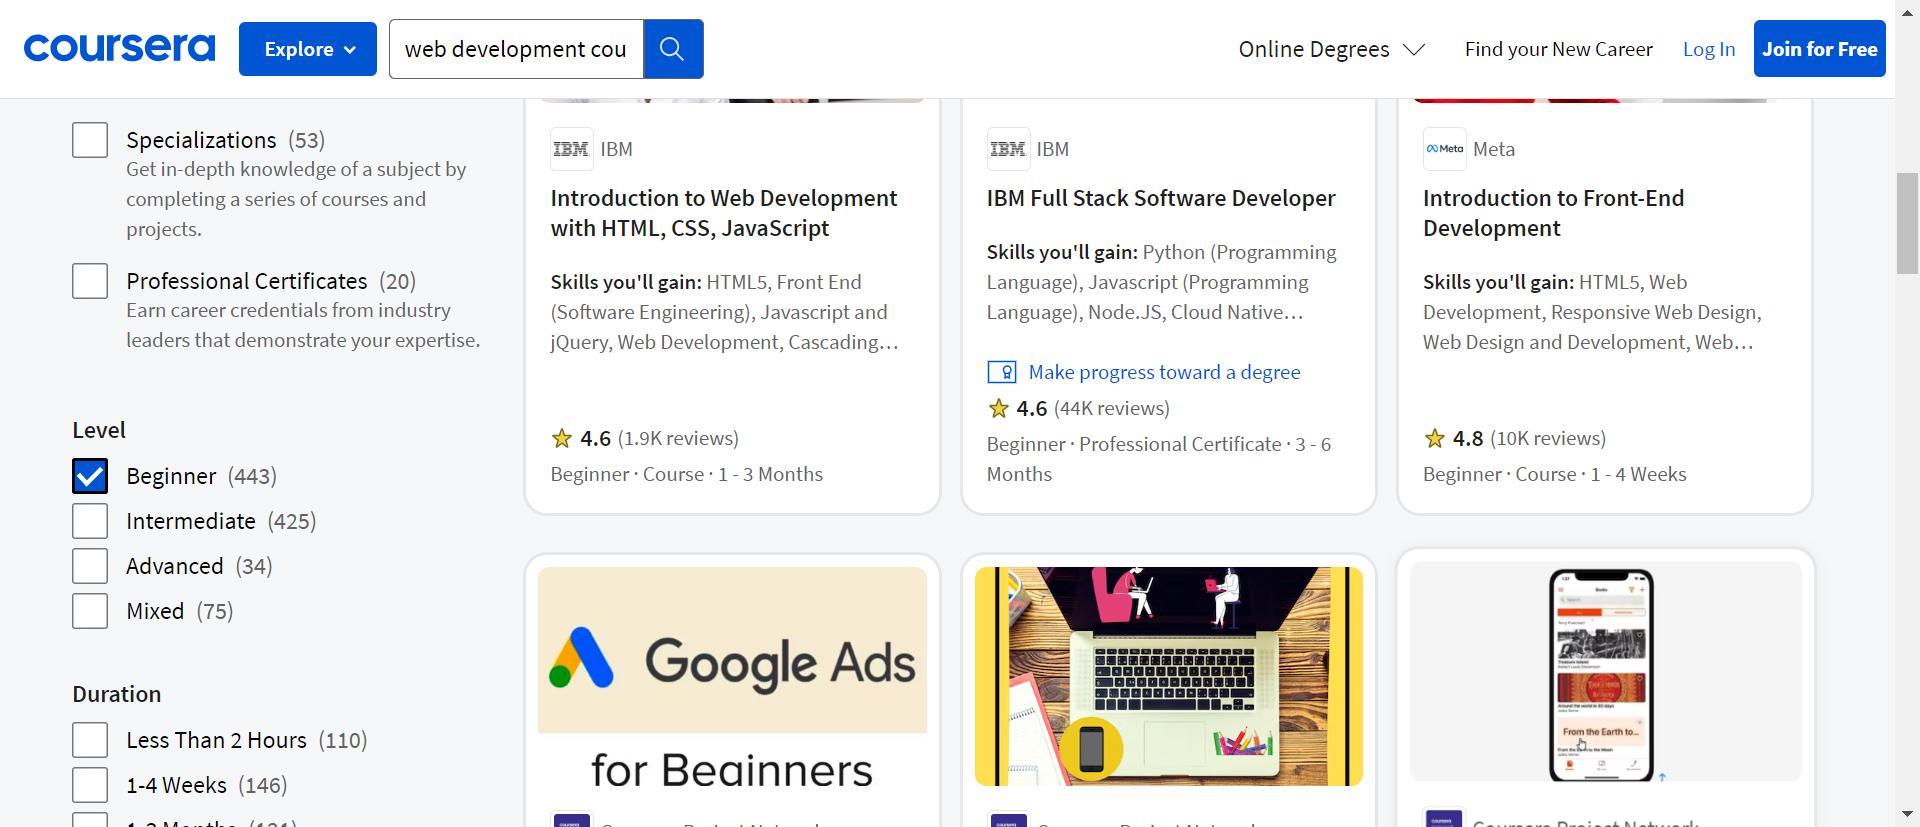 coursera
Explore
web development cou
Online Degrees
Find your New Career
Log In
Join for Free
Specializations (53)
Get in-depth knowledge of a subject by
completing a series of courses and
projects.
Professional Certificates (20)
Earn career credentials from industry
leaders that demonstrate your expertise.
Level
Beginner (443)
Intermediate (425)
Advanced (34)
Mixed (75)
Duration
Less Than 2 Hours (110)
1-4 Weeks (146)
IBM IBM
Introduction to Web Development
with HTML, CSS, JavaScript
Skills you'll gain: HTML5, Front End
(Software Engineering), Javascript and
jQuery, Web Development, Cascading...
4.6 (1.9K reviews)
Beginner · Course · 1 - 3 Months
IBM IBM
IBM Full Stack Software Developer
Skills you'll gain: Python (Programming
Language), Javascript (Programming
Language), Node.JS, Cloud Native...
Make progress toward a degree
4.6 (44K reviews)
Beginner · Professional Certificate · 3 - 6
Months
Meta Meta
Introduction to Front-End
Development
Skills you'll gain: HTML5, Web
Development, Responsive Web Design,
Web Design and Development, Web...
4.8 (10K reviews)
Beginner · Course · 1 - 4 Weeks
Google Ads
for Beginners
Books
From the Earth to...
Coursera Project Network